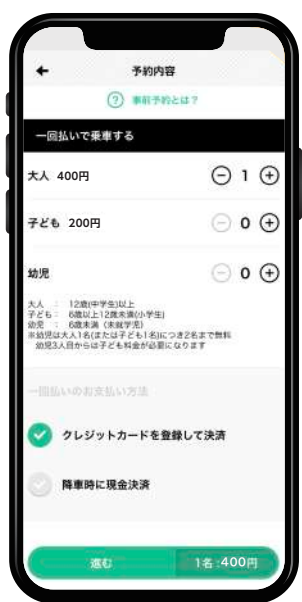 予約内容
? 事前予約とは？
一回払いで乗車する
大人 400円 1
子ども 200円 0
幼児 0
大人 ： 12歳(中学生)以上
子ども： 6歳以上12歳未満(小学生)
幼児 ： 6歳未満（未就学児）
※幼児は大人1名(または子ども1名)につき2名まで無料
幼児3人目からは子ども料金が必要になります
一回払いのお支払い方法
クレジットカードを登録して決済
降車時に現金決済
進む 1名:400円